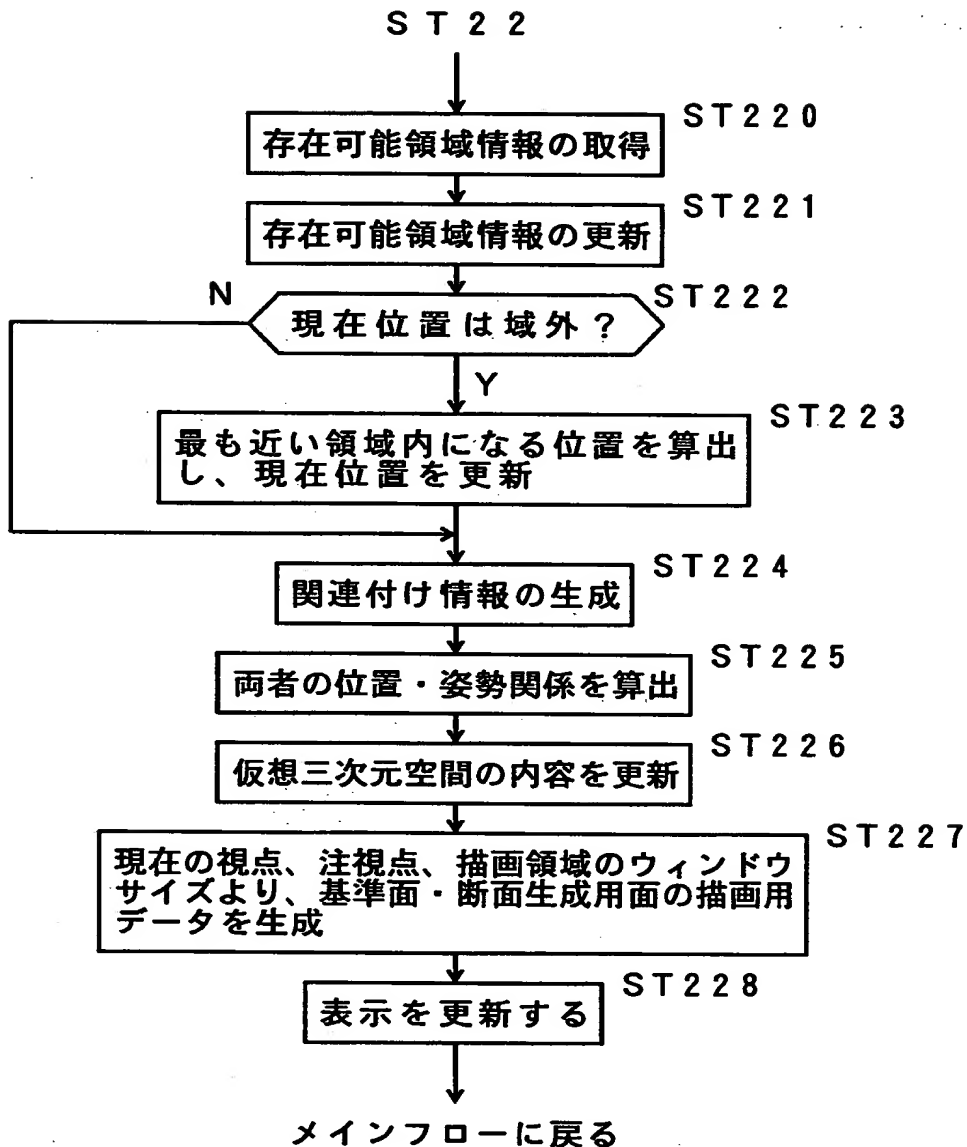 ST22
ST220
存在可能領域情報の取得
ST221
存在可能領域情報の更新
N
ST222
現在位置は域外？
Y
ST223
最も近い領域内になる位置を算出
し、現在位置を更新
ST224
関連付け情報の生成
ST225
両者の位置・姿勢関係を算出
ST226
仮想三次元空間の内容を更新
ST227
現在の視点、注視点、描画領域のウィンドウ
サイズより、基準面・断面生成用面の描画用
データを生成
ST228
表示を更新する
メインフローに戻る